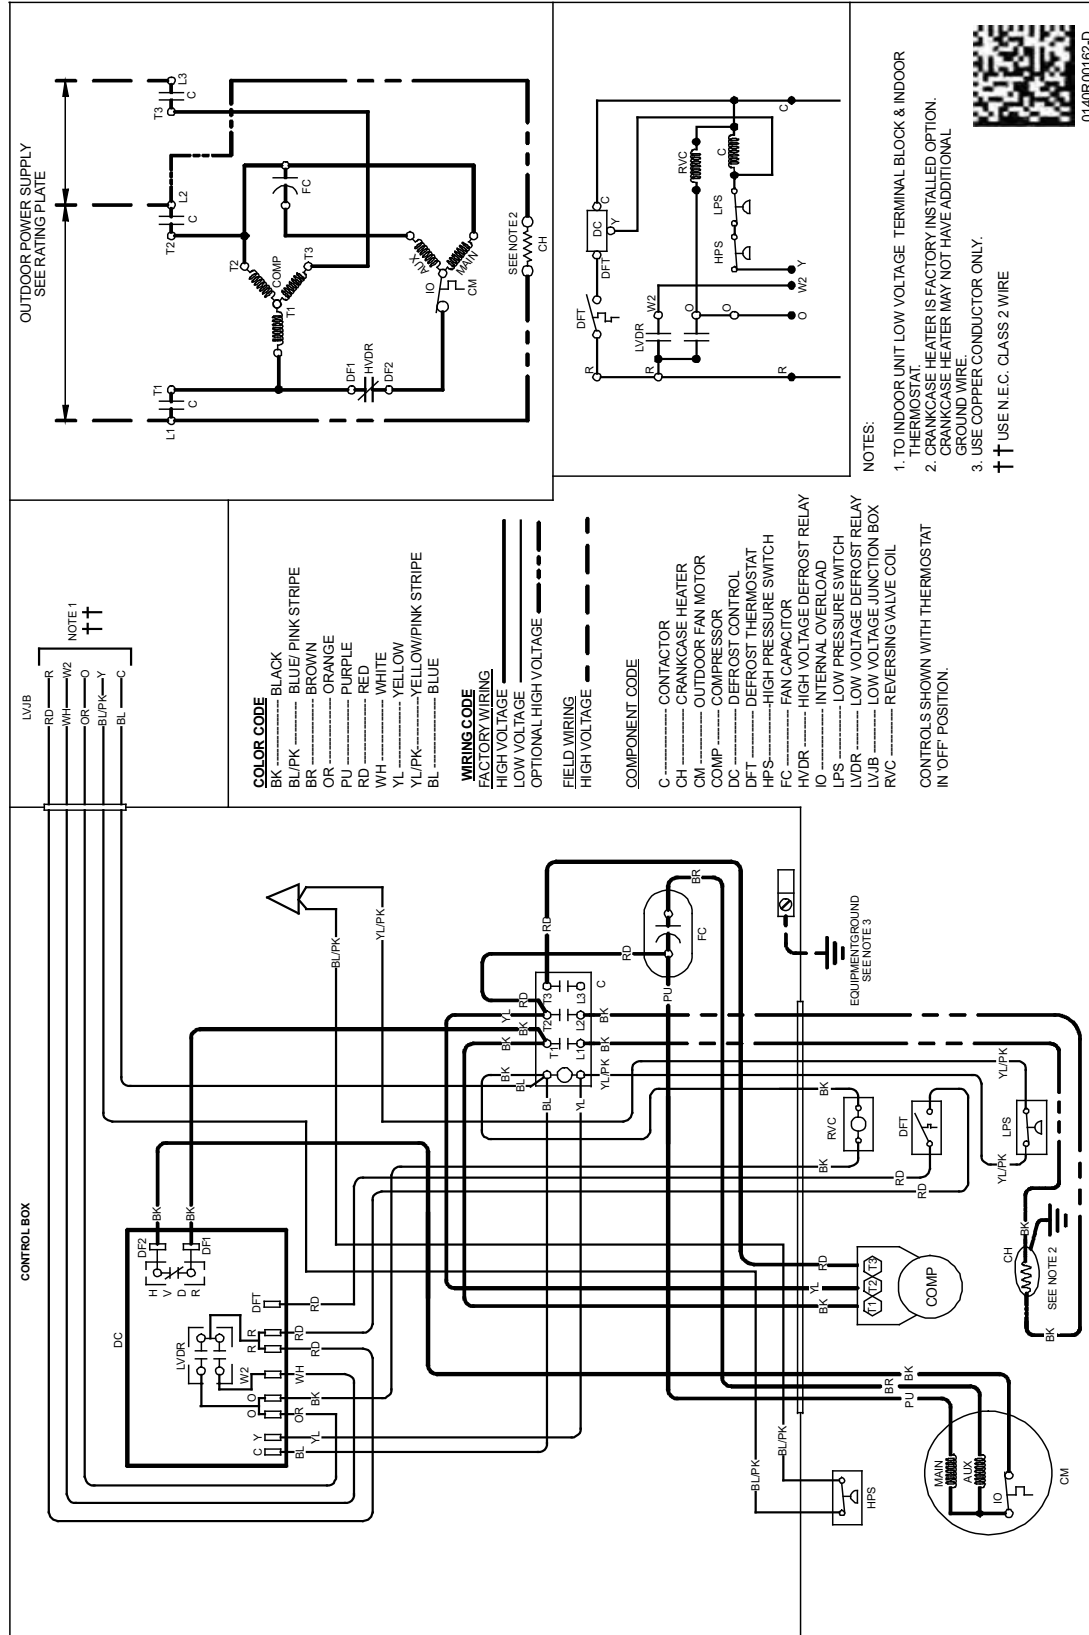 OUTDOOR POWER SUPPLY
SEE RATING PLATE
L1
C
T1
T2
C
L2
T3
C
L3
T2
COMP
T3
T1
FC
AUX
MAIN
IO
CM
DF1
HVDR
DF2
SEE NOTE 2
CH
R
DFT
DFT
DC
C
Y
LVDR
W2
RVC
C
R
O
O
HPS
LPS
R
O
W2
Y
C
NOTES:
1. TO INDOOR UNIT LOW VOLTAGE TERMINAL BLOCK & INDOOR
THERMOSTAT.
2. CRANKCASE HEATER IS FACTORY INSTALLED OPTION.
CRANKCASE HEATER MAY NOT HAVE ADDITIONAL
GROUND WIRE.
3. USE COPPER CONDUCTOR ONLY.
†† USE N.E.C. CLASS 2 WIRE
0140R00162-D
LVJB
NOTE 1
††
RD R
WH W2
OR O
BU/PK Y
BL C
COLOR CODE
BK ---------- BLACK
BL/PK ---------- BLUE/ PINK STRIPE
BR ---------- BROWN
OR ---------- ORANGE
PU ---------- PURPLE
RD ---------- RED
WH ---------- WHITE
YL ---------- YELLOW
YL/PK ---------- YELLOW/PINK STRIPE
BL ---------- BLUE
WIRING CODE
FACTORY WIRING
HIGH VOLTAGE
LOW VOLTAGE
OPTIONAL HIGH VOLTAGE
FIELD WIRING
HIGH VOLTAGE
COMPONENT CODE
C ---------- CONTACTOR
CH ---------- CRANKCASE HEATER
CM ---------- OUTDOOR FAN MOTOR
COMP ---------- COMPRESSOR
DC ---------- DEFROST CONTROL
DFT ---------- DEFROST THERMOSTAT
HPS ---------- HIGH PRESSURE SWITCH
FC ---------- FAN CAPACITOR
HVDR ---------- HIGH VOLTAGE DEFROST RELAY
IO ---------- INTERNAL OVERLOAD
LPS ---------- LOW PRESSURE SWITCH
LVDR ---------- LOW VOLTAGE DEFROST RELAY
LVJB ---------- LOW VOLTAGE JUNCTION BOX
RVC ---------- REVERSING VALVE COIL
CONTROLS SHOWN WITH THERMOSTAT
IN "OFF" POSITION.
CONTROL BOX
DC
H
V
D
R
DF2
DF1
BK
BK
LVDR
C
Y
O
O
W2
R
R
DFT
BL
YL
OR
BK
WH
RD
RD
RD
BL/PK
YL/PK
RD
RD
BR
FC
PU
BK
BK
YL
RD
BK
BL
T1
T2
T3
L1
L2
L3
C
BL
YL
YL/PK
BK
BK
EQUIPMENT GROUND
SEE NOTE 3
BK
RVC
BK
DFT
RD
RD
YL/PK
LPS
YL/PK
BK
YL
RD
T1
T2
T3
COMP
BK
CH
SEE NOTE 2
BK
BK
BR
PU
BL/PK
BL/PK
HPS
MAIN
AUX
IO
CM